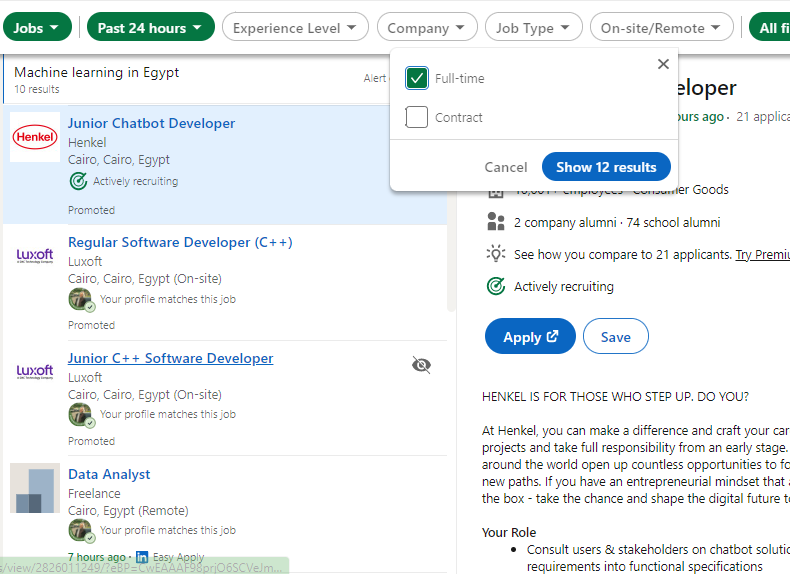 Jobs
Past 24 hours
Experience Level
Company
Job Type
On-site/Remote
All fi
Machine learning in Egypt
10 results
Alert
Full-time
Contract
Cancel
Show 12 results
Henkel
Junior Chatbot Developer
Henkel
Cairo, Cairo, Egypt
Actively recruiting
Promoted
Luxoft
Regular Software Developer (C++)
Luxoft
Cairo, Cairo, Egypt (On-site)
Your profile matches this job
Promoted
Luxoft
Junior C++ Software Developer
Luxoft
Cairo, Cairo, Egypt (On-site)
Your profile matches this job
Promoted
Data Analyst
Freelance
Cairo, Egypt (Remote)
Your profile matches this job
7 hours ago · in Easy Apply
eloper
ours ago · 21 applica
10,001+ employees · Consumer Goods
2 company alumni · 74 school alumni
See how you compare to 21 applicants. Try Premiu
Actively recruiting
Apply
Save
HENKEL IS FOR THOSE WHO STEP UP. DO YOU?
At Henkel, you can make a difference and craft your car
projects and take full responsibility from an early stage.
around the world open up countless opportunities to fo
new paths. If you have an entrepreneurial mindset that a
the box - take the chance and shape the digital future to
Your Role
• Consult users & stakeholders on chatbot solutio
requirements into functional specifications